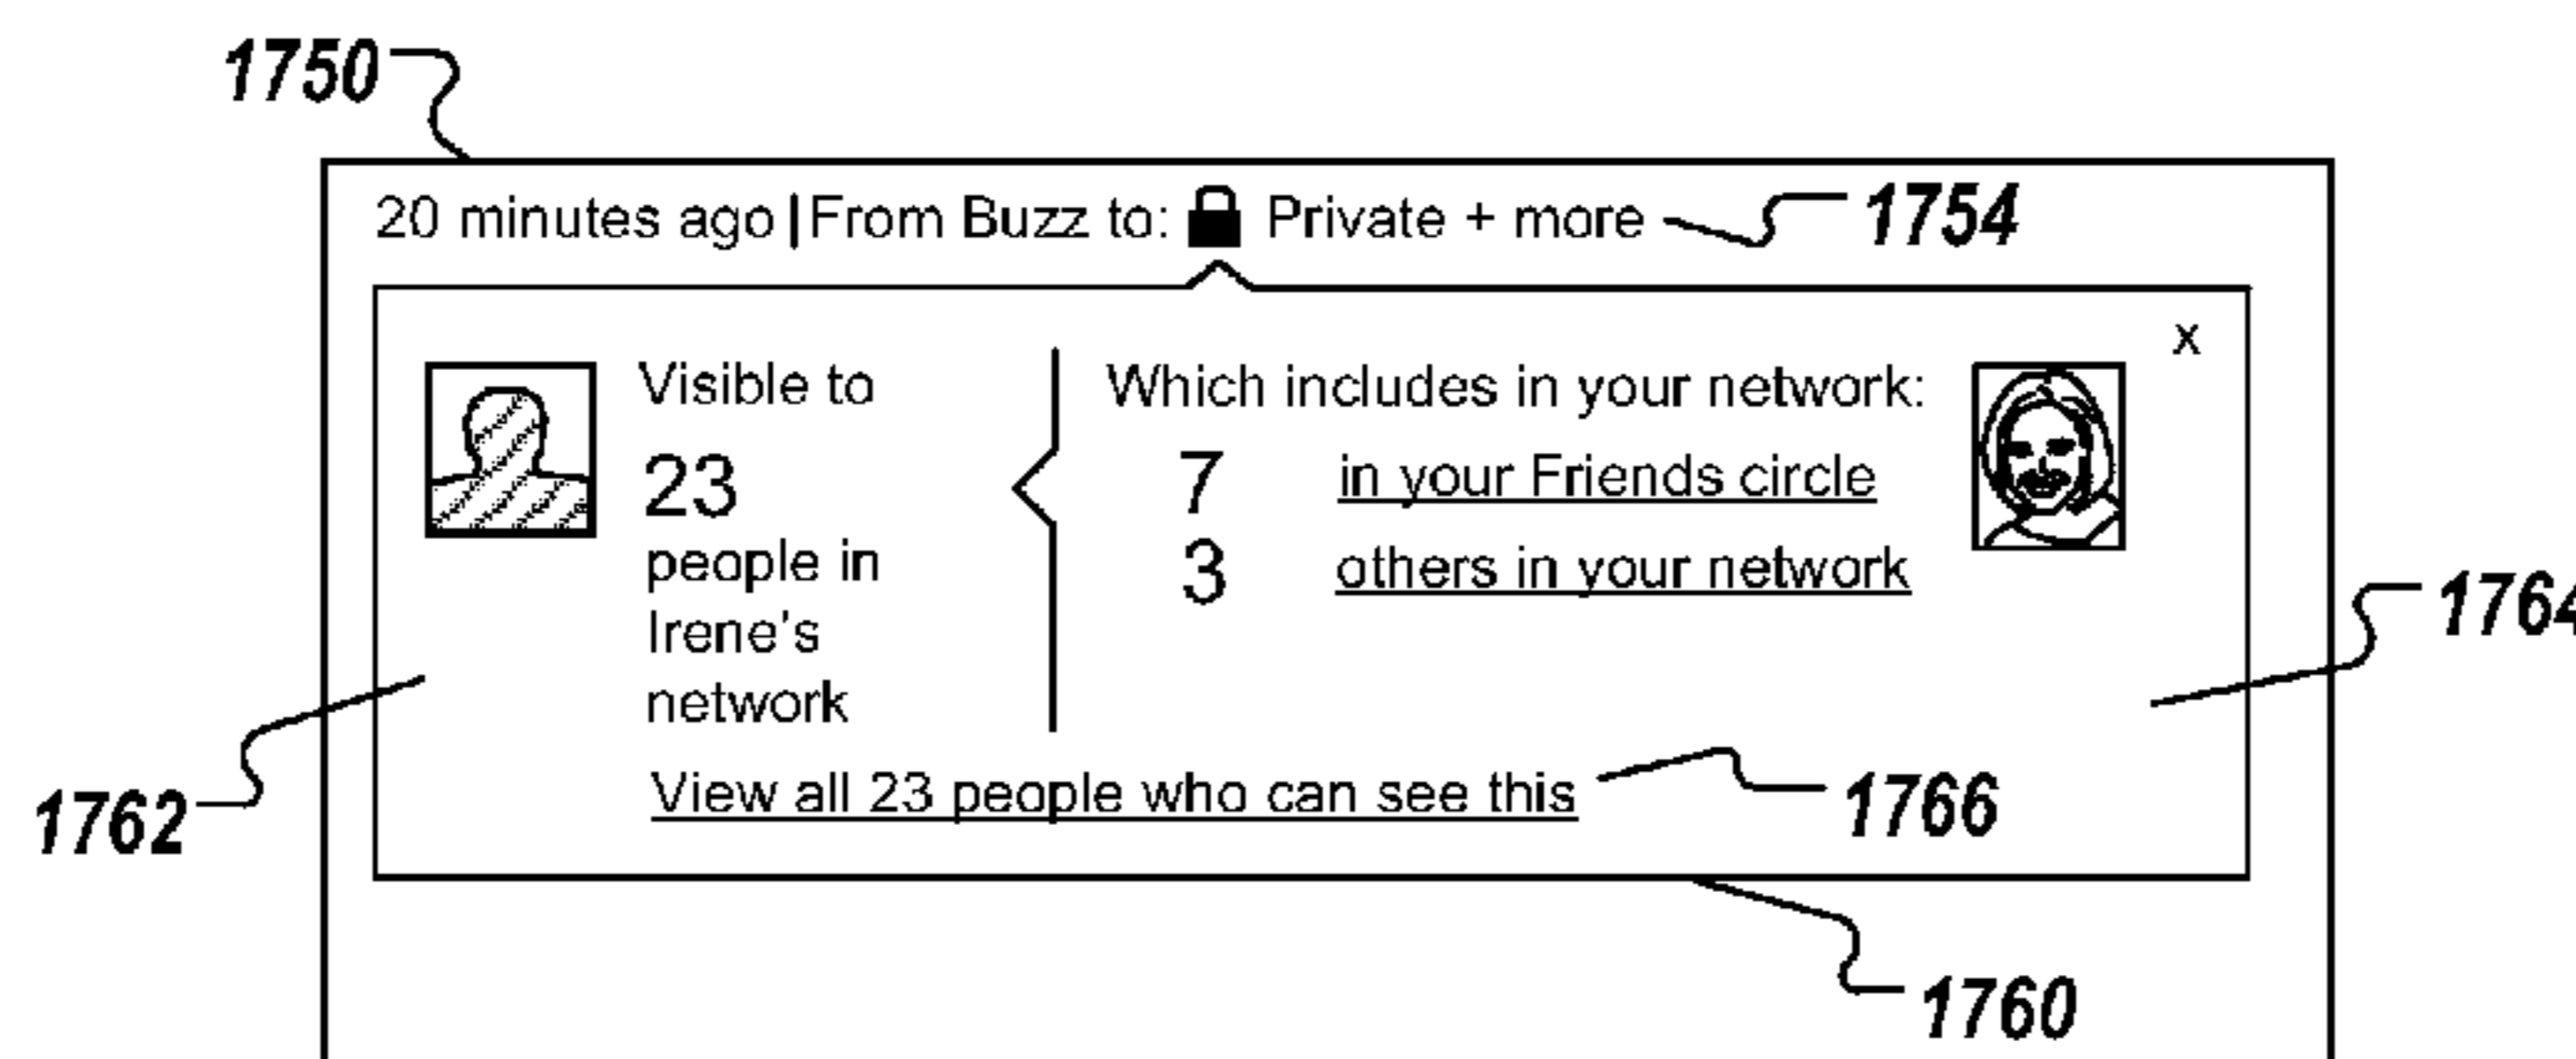 1750
20 minutes ago | From Buzz to: Private + more 1754
x
Visible to
23
people in
Irene's
network
Which includes in your network:
7 in your Friends circle
3 others in your network
1764
1762
View all 23 people who can see this 1766
1760